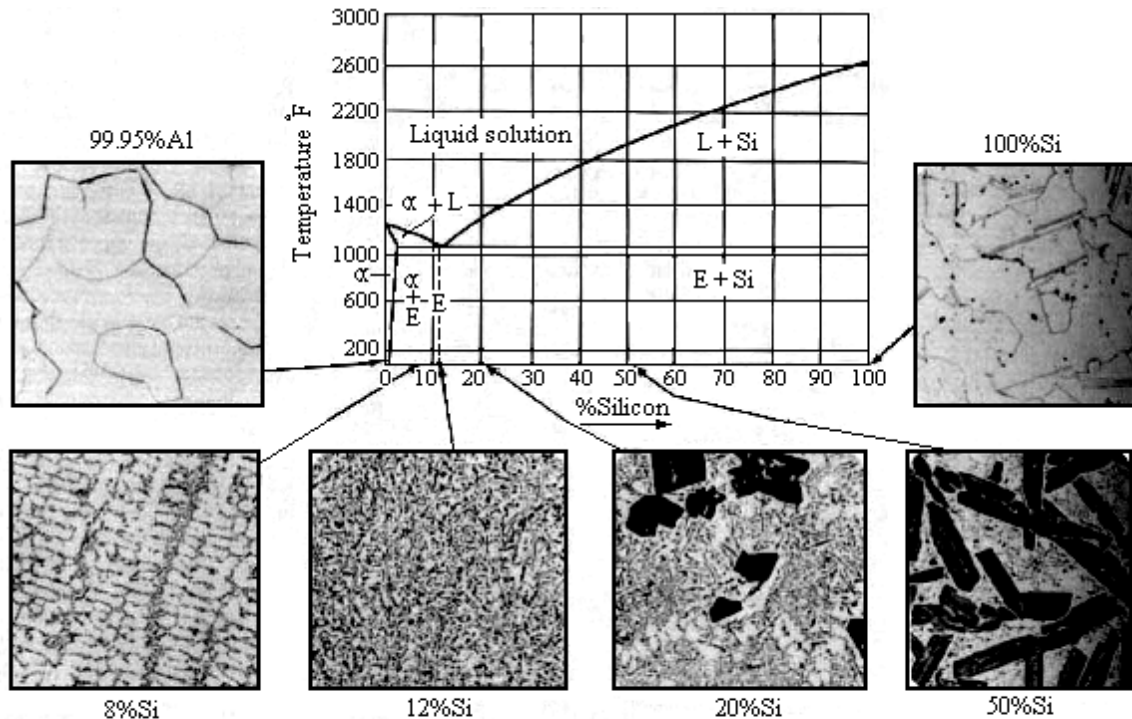 3000
2600
2200
1800
1400
1000
600
200
Temperature °F
Liquid solution
L + Si
α + L
α
α
+
E
E
E + Si
0 10 20 30 40 50 60 70 80 90 100
%Silicon
99.95%Al
100%Si
8%Si
12%Si
20%Si
50%Si